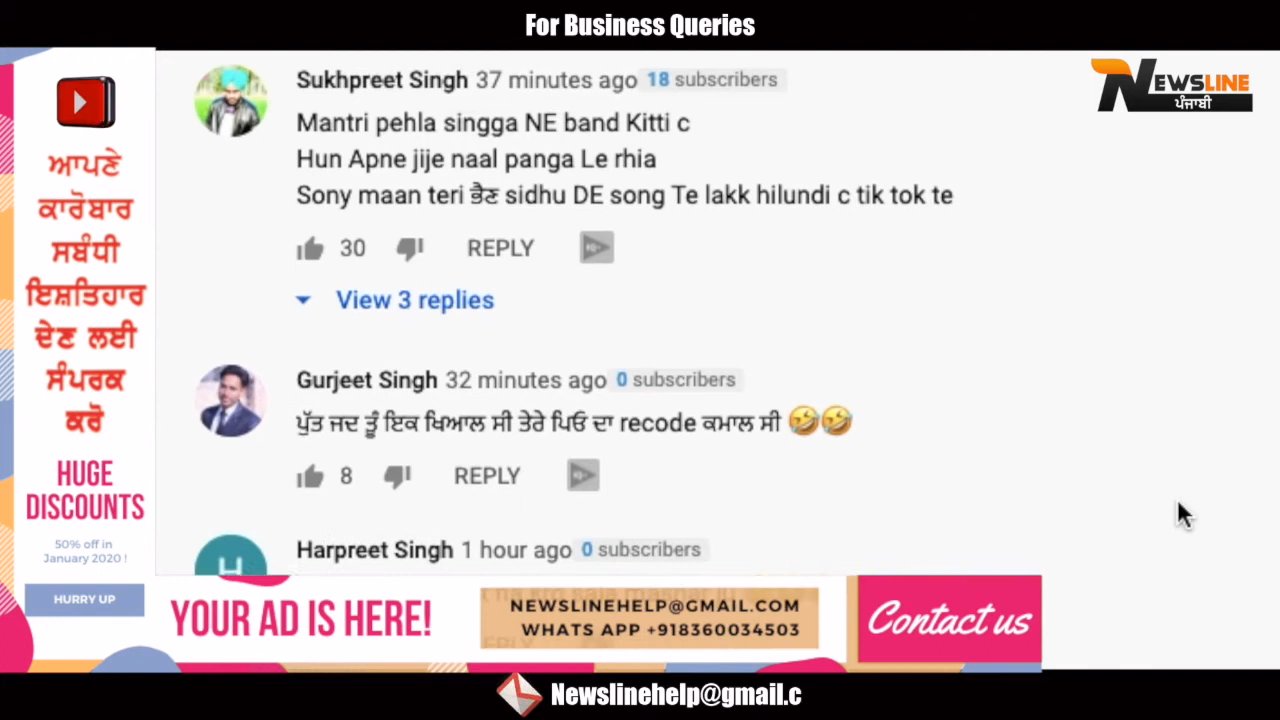 For Business Queries
NEWSLINE
ਪੰਜਾਬੀ
ਆਪਣੇ
ਕਾਰੋਬਾਰ
ਸਬੰਧੀ
ਇਸ਼ਤਿਹਾਰ
ਦੇਣ ਲਈ
ਸੰਪਰਕ
ਕਰੋ
HUGE
DISCOUNTS
50% off in
January 2020 !
HURRY UP
Sukhpreet Singh 37 minutes ago 18 subscribers
Mantri pehla singga NE band Kitti c
Hun Apne jije naal panga Le rhia
Sony maan teri ਭੈਣ sidhu DE song Te lakk hilundi c tik tok te
30 REPLY
View 3 replies
Gurjeet Singh 32 minutes ago 0 subscribers
ਪੁੱਤ ਜਦ ਤੂੰ ਇਕ ਖਿਆਲ ਸੀ ਤੇਰੇ ਪਿਓ ਦਾ recode ਕਮਾਲ ਸੀ 🤣🤣
8 REPLY
Harpreet Singh 1 hour ago 0 subscribers
H
YOUR AD IS HERE!
NEWSLINEHELP@GMAIL.COM
WHATS APP +918360034503
Contact us
Newslinehelp@gmail.c